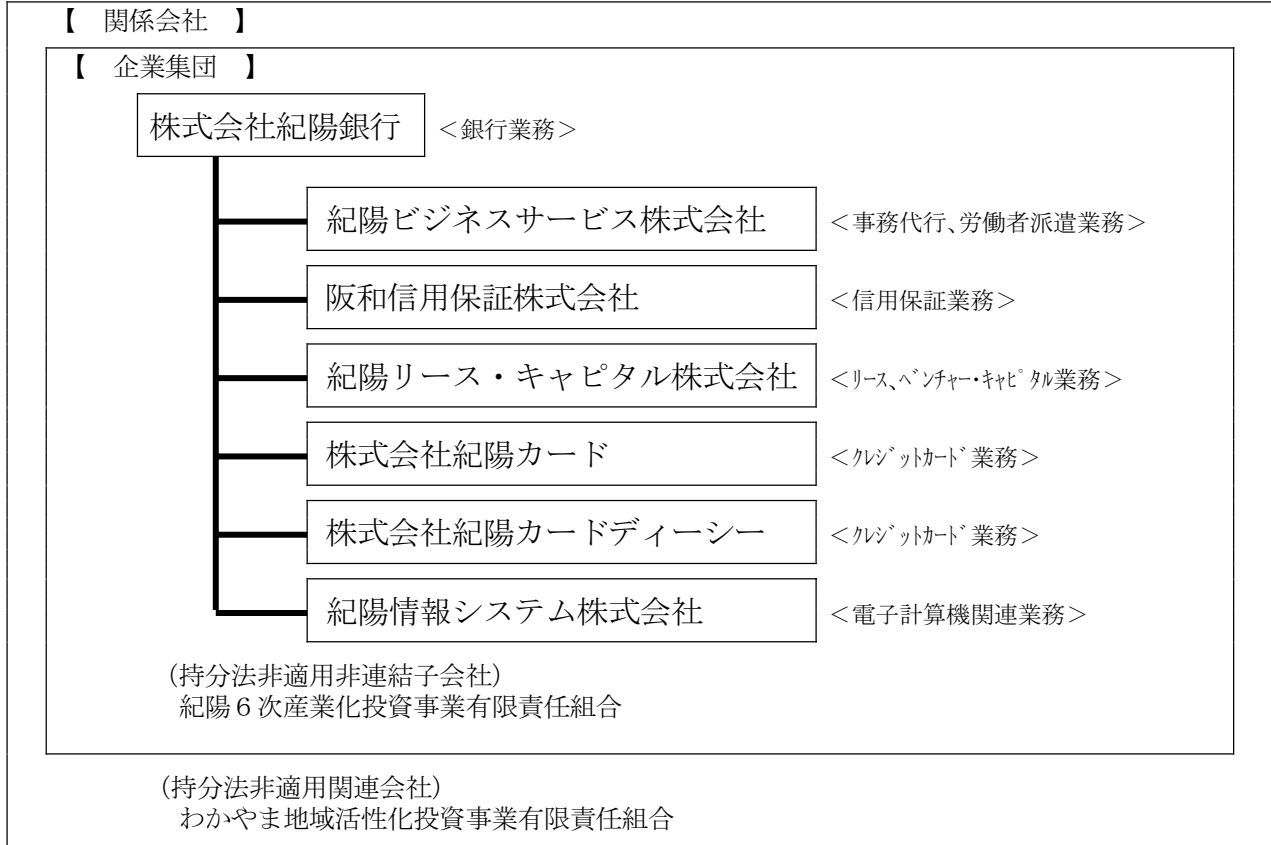 【 関係会社 】
【 企業集団 】
株式会社紀陽銀行 <銀行業務>
紀陽ビジネスサービス株式会社 <事務代行、労働者派遣業務>
阪和信用保証株式会社 <信用保証業務>
紀陽リース・キャピタル株式会社 <ﾘｰｽ、ﾍﾞﾝﾁｬｰ・ｷｬﾋﾟﾀﾙ業務>
株式会社紀陽カード <ｸﾚｼﾞｯﾄｶｰﾄﾞ業務>
株式会社紀陽カードディーシー <ｸﾚｼﾞｯﾄｶｰﾄﾞ業務>
紀陽情報システム株式会社 <電子計算機関連業務>
(持分法非適用非連結子会社)
紀陽６次産業化投資事業有限責任組合
(持分法非適用関連会社)
わかやま地域活性化投資事業有限責任組合